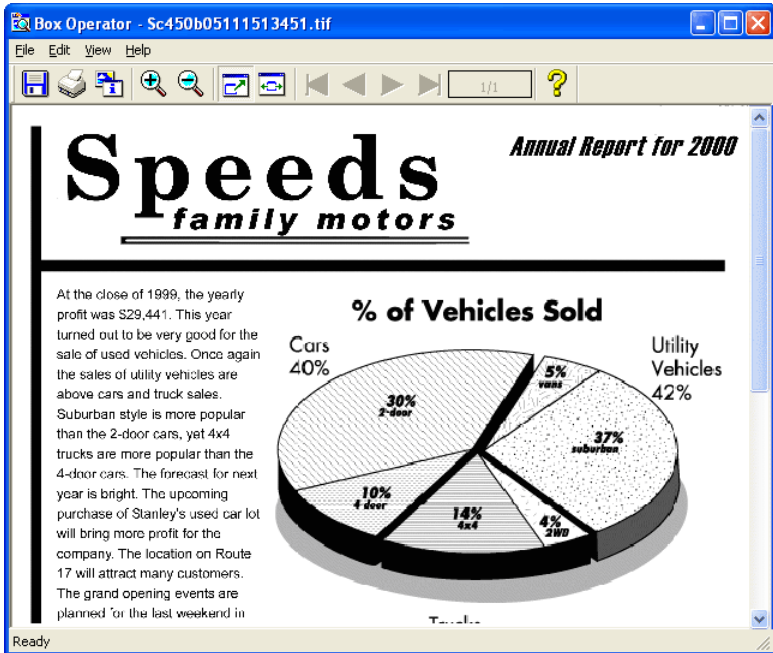 Box Operator - Sc450b05111513451.tif
File Edit View Help
1/1
Speeds
family motors
Annual Report for 2000
At the close of 1999, the yearly
profit was $29,441. This year
turned out to be very good for the
sale of used vehicles. Once again
the sales of utility vehicles are
above cars and truck sales.
Suburban style is more popular
than the 2-door cars, yet 4x4
trucks are more popular than the
4-door cars. The forecast for next
year is bright. The upcoming
purchase of Stanley's used car lot
will bring more profit for the
company. The location on Route
17 will attract many customers.
The grand opening events are
planned for the last weekend in
% of Vehicles Sold
Cars
40%
Utility
Vehicles
42%
5%
vans
30%
2-door
37%
suburban
10%
4 door
14%
4x4
4%
2WD
Trucks
Ready